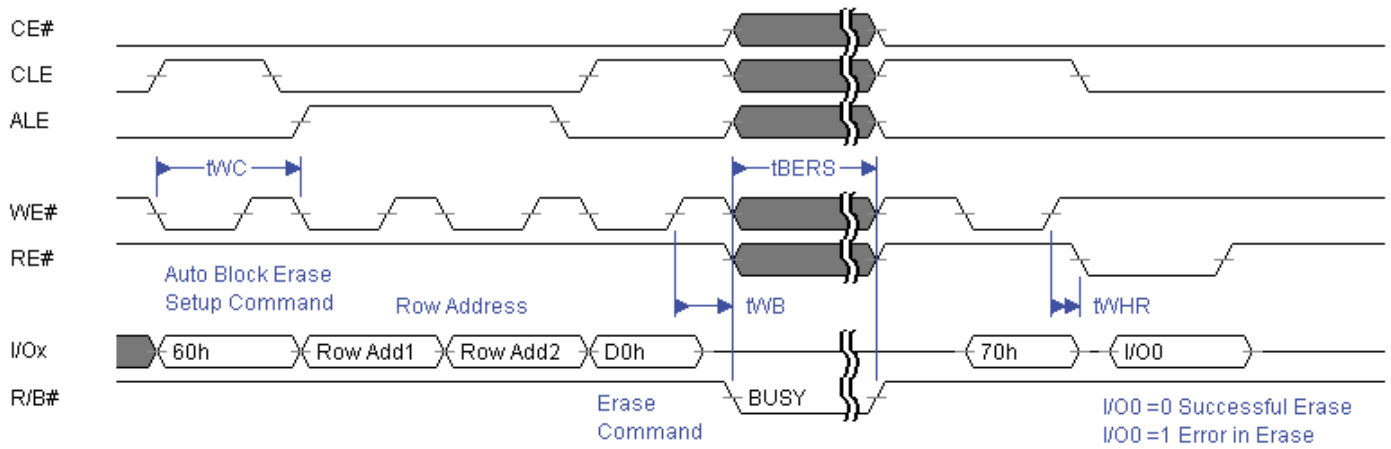 CE#
CLE
ALE
tWC
tBERS
WE#
RE#
Auto Block Erase
Setup Command
Row Address
tWB
tWHR
I/Ox
60h
Row Add1
Row Add2
D0h
70h
I/O0
R/B#
BUSY
Erase
Command
I/O0 =0 Successful Erase
I/O0 =1 Error in Erase